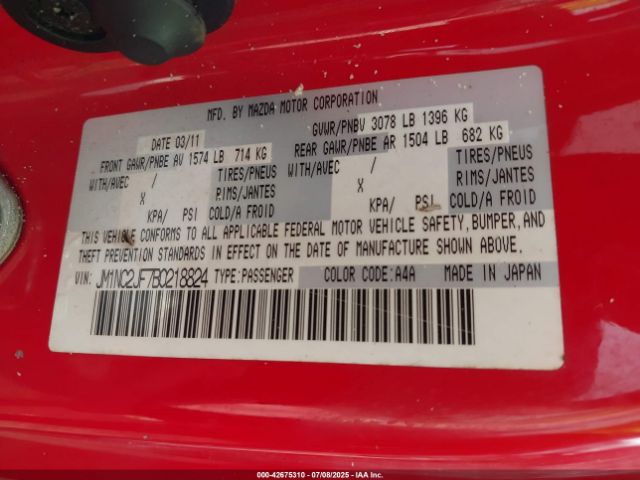 MFD. BY MAZDA MOTOR CORPORATION
DATE 03/11 GVWR/PNBV 3078 LB 1396 KG
FRONT GAWR/PNBE AV 1574 LB 714 KG REAR GAWR/PNBE AR 1504 LB 682 KG
WITH/AVEC / TIRES/PNEUS WITH/AVEC / TIRES/PNEUS
X RIMS/JANTES X RIMS/JANTES
KPA/ PSI COLD/A FROID KPA/ PSI COLD/A FROID
THIS VEHICLE CONFORMS TO ALL APPLICABLE FEDERAL MOTOR VEHICLE SAFETY, BUMPER, AND
THEFT PREVENTION STANDARDS IN EFFECT ON THE DATE OF MANUFACTURE SHOWN ABOVE.
VIN: JM1NC2JF7B0218824 TYPE:PASSENGER COLOR CODE:A4A MADE IN JAPAN
000-42675310 - 07/08/2025 - IAA Holdings, LLC.